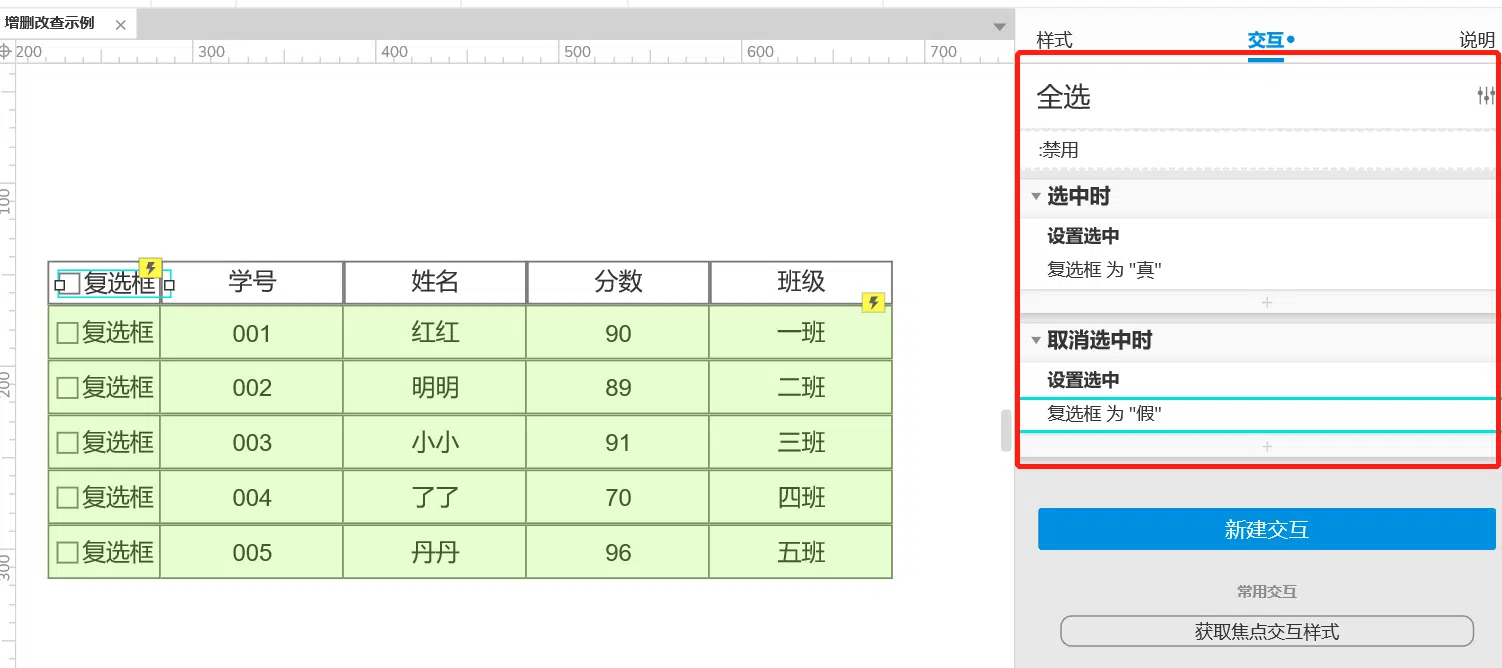 增删改查示例
样式 交互 说明
200 300 400 500 600 700
全选
:禁用
选中时
设置选中
复选框 为 "真"
取消选中时
设置选中
复选框 为 "假"
新建交互
常用交互
获取焦点交互样式
100
200
300
复选框 学号 姓名 分数 班级
复选框 001 红红 90 一班
复选框 002 明明 89 二班
复选框 003 小小 91 三班
复选框 004 了了 70 四班
复选框 005 丹丹 96 五班